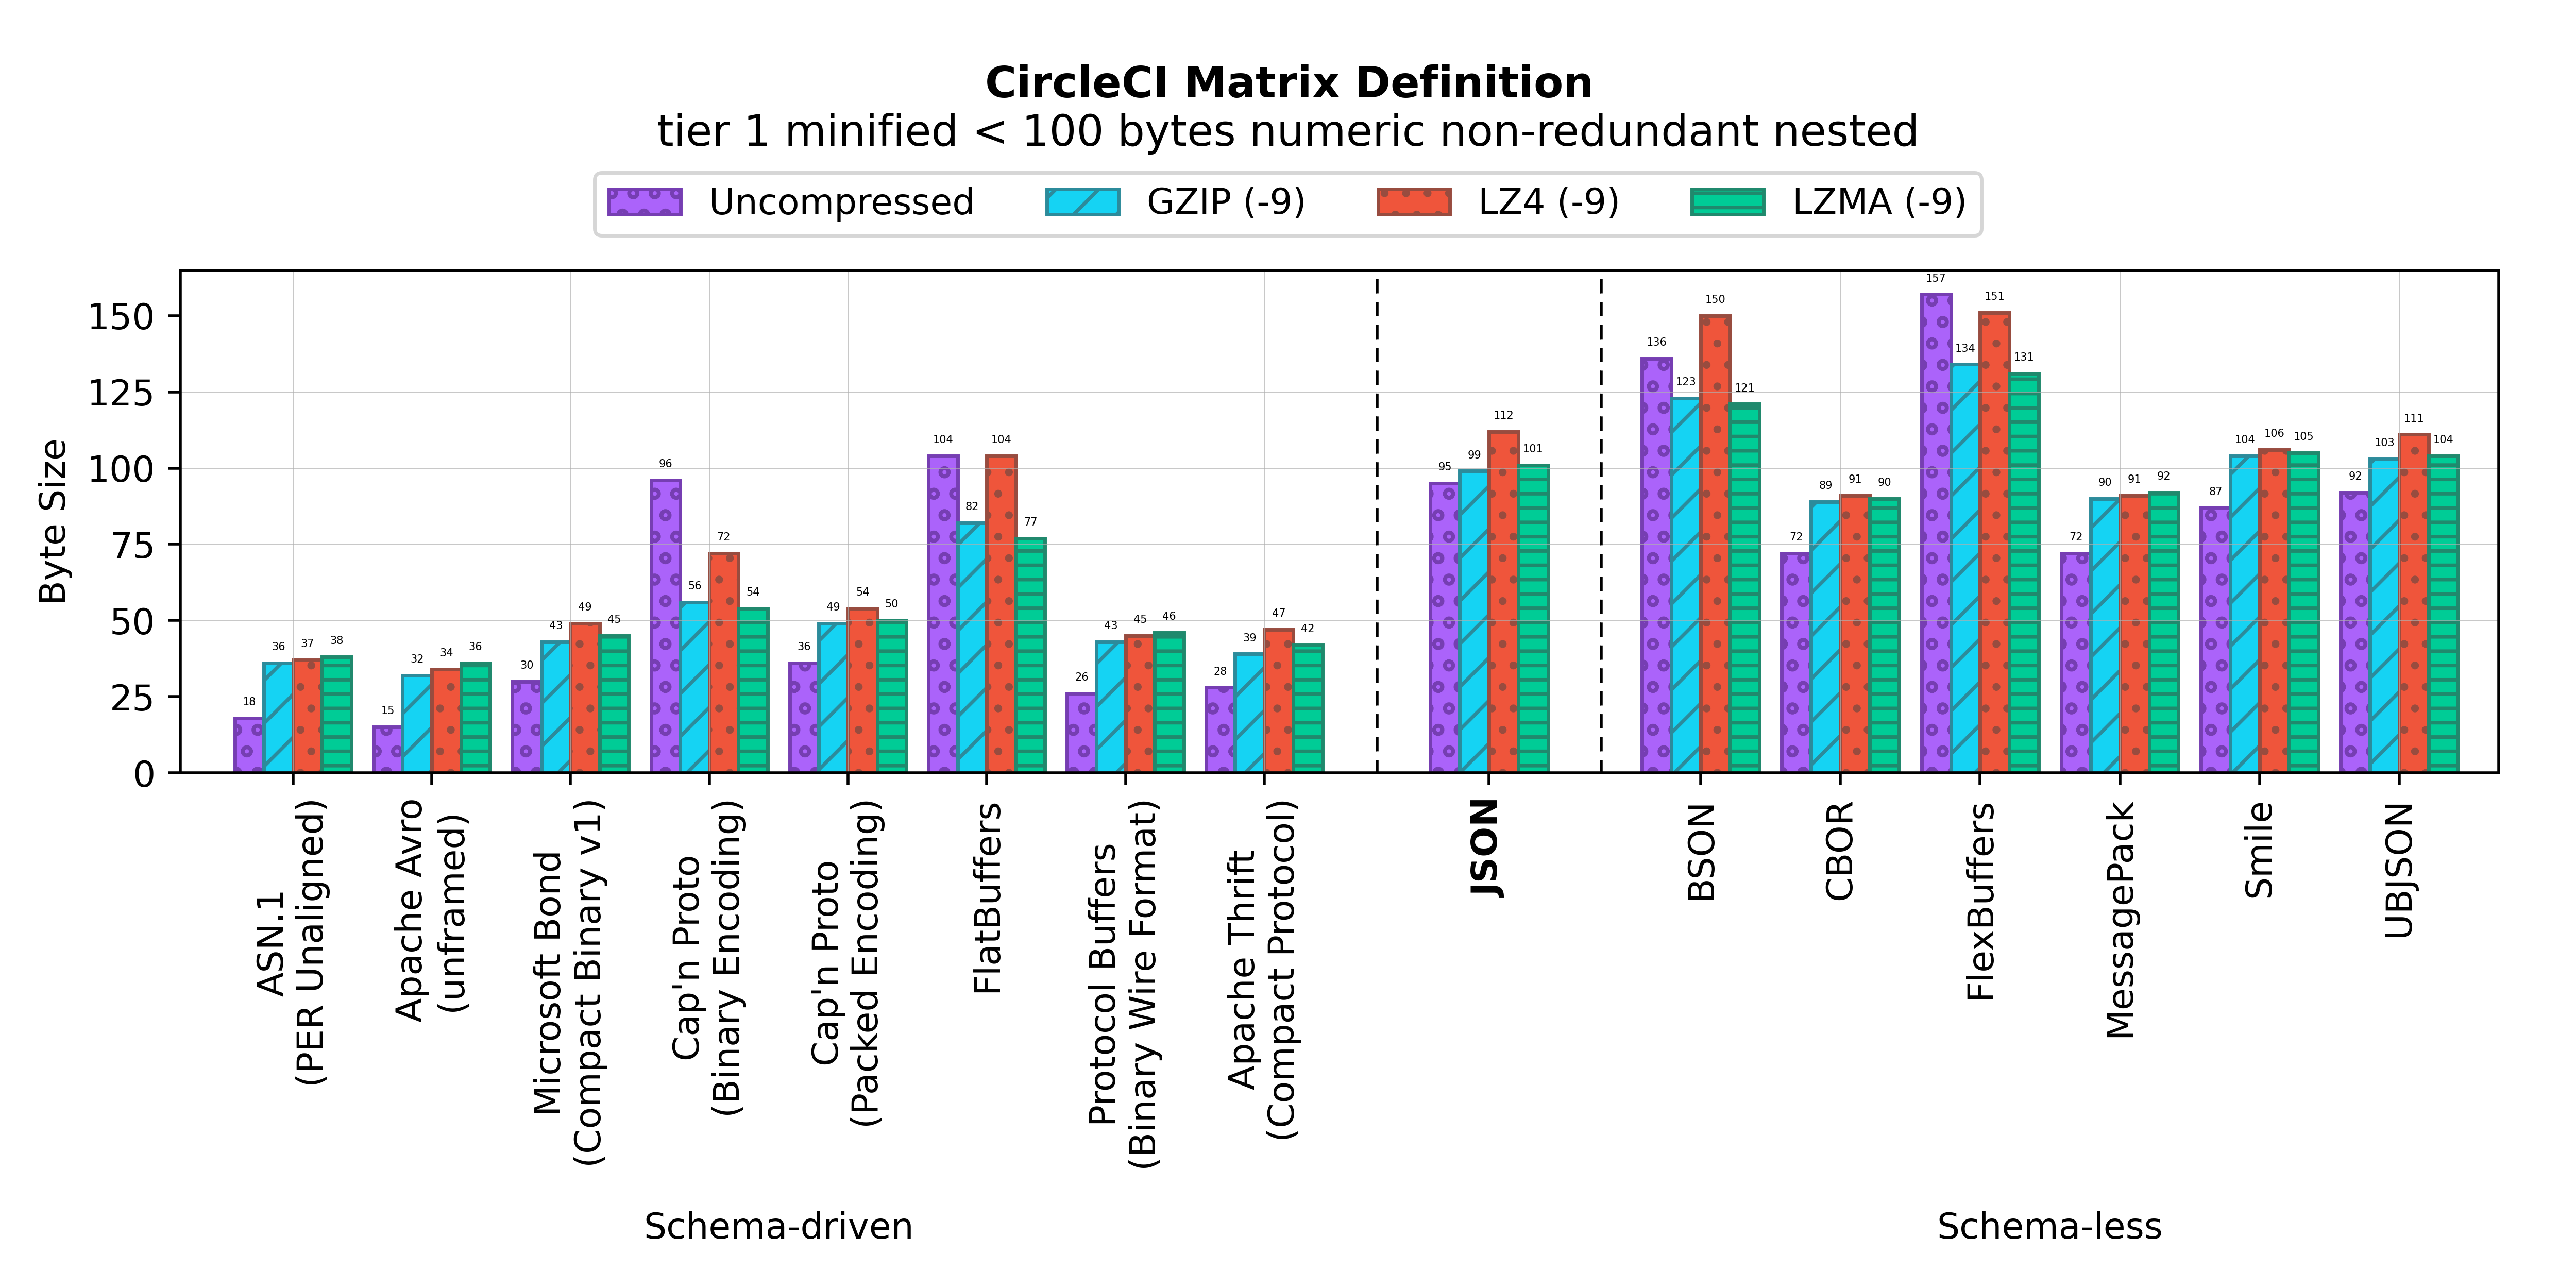 CircleCI Matrix Definition
tier 1 minified < 100 bytes numeric non-redundant nested
Uncompressed
GZIP (-9)
LZ4 (-9)
LZMA (-9)
Byte Size
150
125
100
75
50
25
0
18
36
37
38
15
32
34
36
30
43
49
45
96
56
72
54
36
49
54
50
104
82
104
77
26
43
45
46
28
39
47
42
95
99
112
101
136
123
150
121
72
89
91
90
157
134
151
131
72
90
91
92
87
104
106
105
92
103
111
104
ASN.1
(PER Unaligned)
Apache Avro
(unframed)
Microsoft Bond
(Compact Binary v1)
Cap'n Proto
(Binary Encoding)
Cap'n Proto
(Packed Encoding)
FlatBuffers
Protocol Buffers
(Binary Wire Format)
Apache Thrift
(Compact Protocol)
JSON
BSON
CBOR
FlexBuffers
MessagePack
Smile
UBJSON
Schema-driven
Schema-less